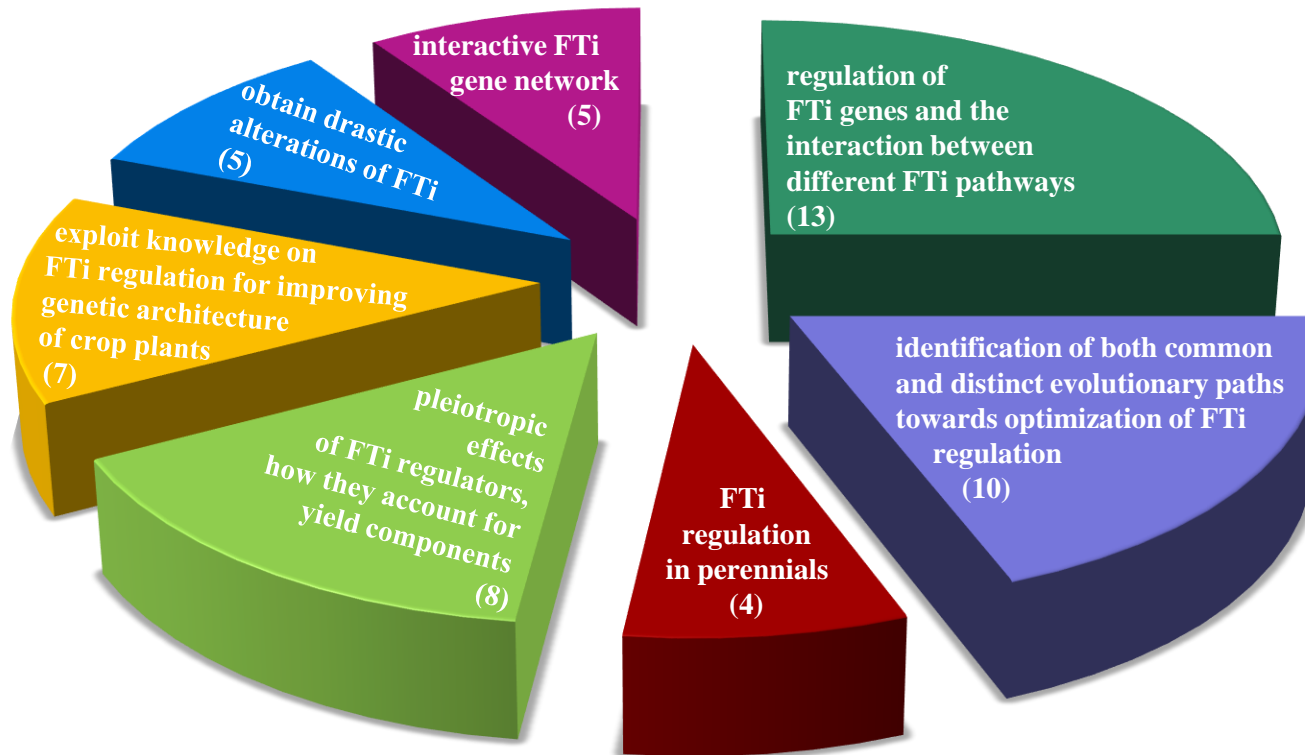 interactive FTi
gene network
(5)
regulation of
FTi genes and the
interaction between
different FTi pathways
(13)
obtain drastic
alterations of FTi
(5)
exploit knowledge on
FTi regulation for improving
genetic architecture
of crop plants
(7)
identification of both common
and distinct evolutionary paths
towards optimization of FTi
regulation
(10)
pleiotropic
effects
of FTi regulators,
how they account for
yield components
(8)
FTi
regulation
in perennials
(4)